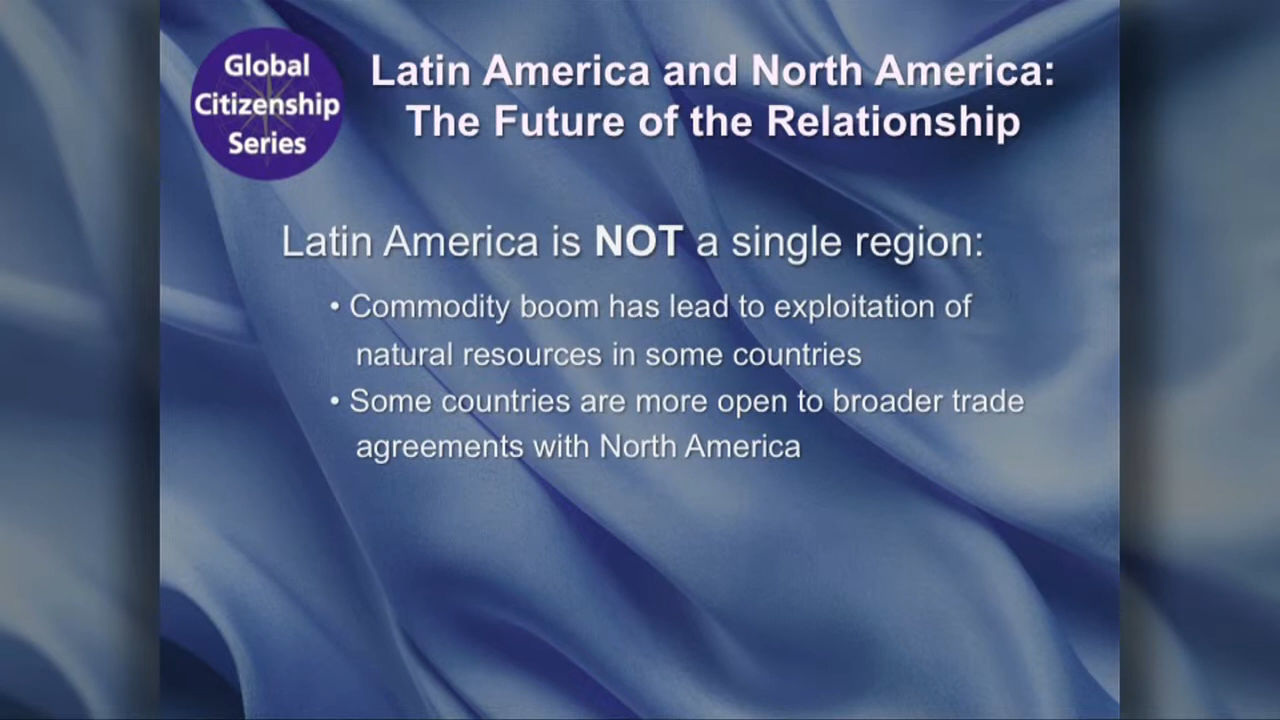 Global
Citizenship
Series
Latin America and North America:
The Future of the Relationship
Latin America is NOT a single region:
• Commodity boom has lead to exploitation of
natural resources in some countries
• Some countries are more open to broader trade
agreements with North America